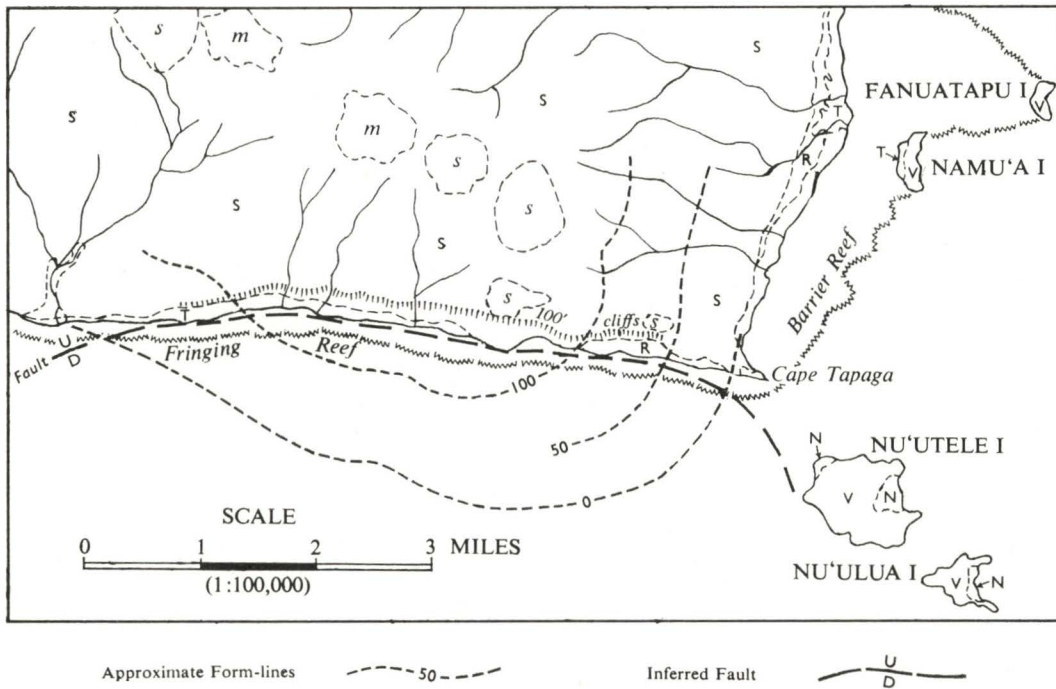 s
m
S
FANUATAPU I
V
T
S
S
m
T
V
NAMU'A I
s
R
S
s
S
Barrier Reef
S
s
100'
cliffs
s
T
R
U
Fault
D
Fringing Reef
Cape Tapaga
100
50
N
NU'UTELE I
V
N
0
SCALE
0 1 2 3 MILES
(1:100,000)
NU'ULUA I
V
N
Approximate Form-lines 50
Inferred Fault U
D